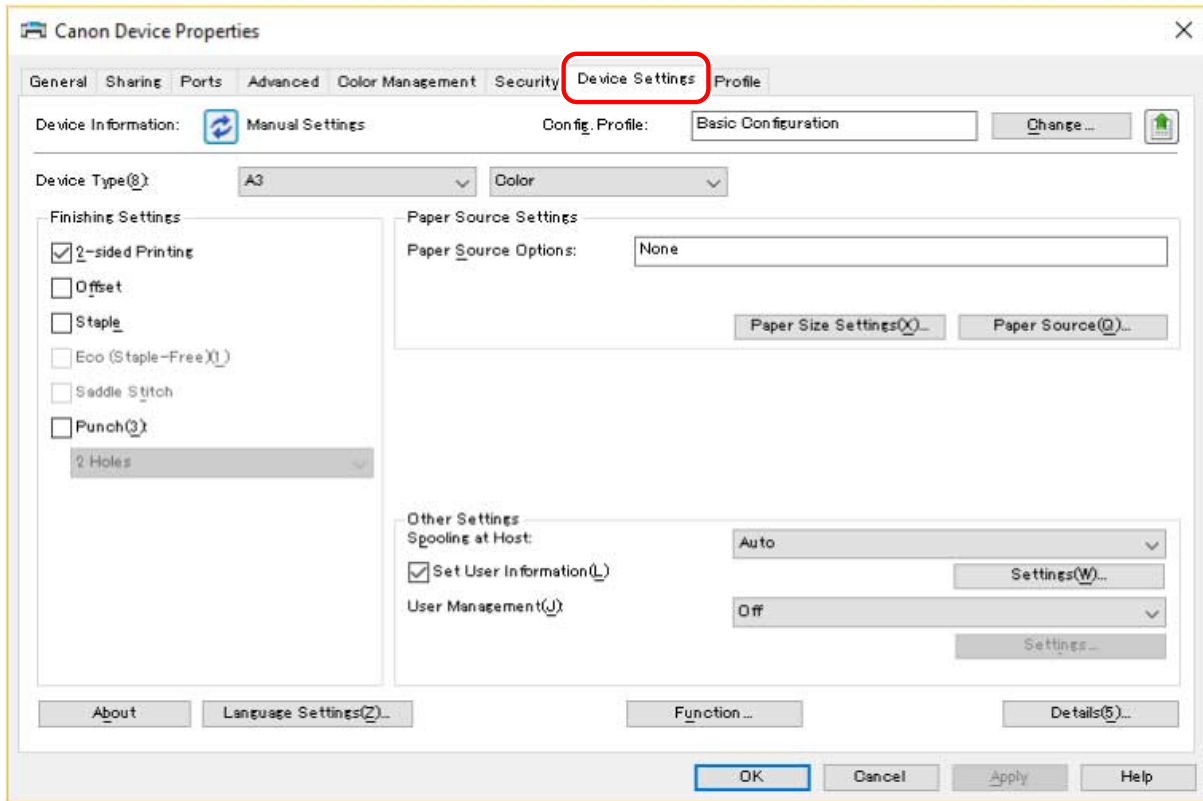 Canon Device Properties
General Sharing Ports Advanced Color Management Security Device Settings Profile
Device Information: Manual Settings Config. Profile: Basic Configuration Change...
Device Type(8): A3 Color
Finishing Settings
2-sided Printing
Offset
Staple
Eco (Staple-Free)(1)
Saddle Stitch
Punch(3):
2 Holes
Paper Source Settings
Paper Source Options: None
Paper Size Settings(X)... Paper Source(Q)...
Other Settings
Spooling at Host: Auto
Set User Information(L) Settings(W)...
User Management(J): Off
Settings...
About Language Settings(Z)... Function ... Details(5)...
OK Cancel Apply Help